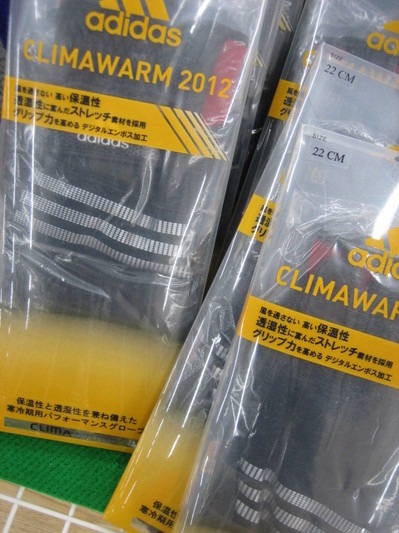 adidas
CLIMAWARM 2012
風を通さない 高い保温性
透湿性に富んだストレッチ素材を採用
グリップ力を高める デジタルエンボス加工
adidas
保温性と透湿性を兼ね備えた
寒冷期用パフォーマンスグローブ
CLIMA
SIZE
22 CM
SIZE
22 CM
adidas
CLIMAWAR
風を通さない 高い保温性
透湿性に富んだストレッチ素材を採用
グリップ力を高める デジタルエンボス加工
保温性
寒冷期用